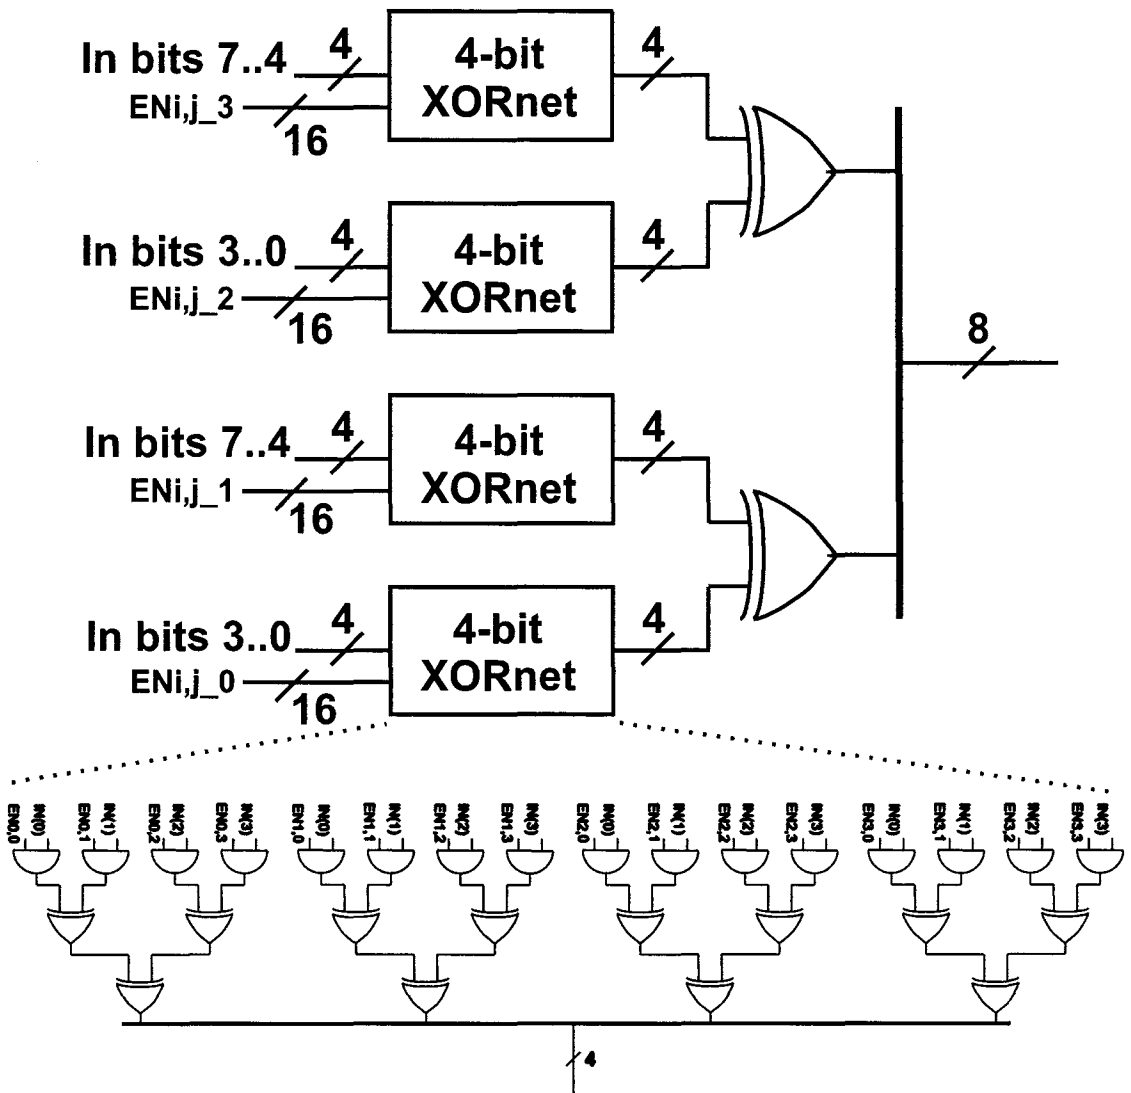 In bits 7..4
4
4-bit
XORnet
4
ENi,j_3
16
In bits 3..0
4
4-bit
XORnet
4
ENi,j_2
16
8
In bits 7..4
4
4-bit
XORnet
4
ENi,j_1
16
In bits 3..0
4
4-bit
XORnet
4
ENi,j_0
16
EN0,0
IN(0)
EN0,1
IN(1)
EN0,2
IN(2)
EN0,3
IN(3)
EN1,0
IN(0)
EN1,1
IN(1)
EN1,2
IN(2)
EN1,3
IN(3)
EN2,0
IN(0)
EN2,1
IN(1)
EN2,2
IN(2)
EN2,3
IN(3)
EN3,0
IN(0)
EN3,1
IN(1)
EN3,2
IN(2)
EN3,3
IN(3)
4